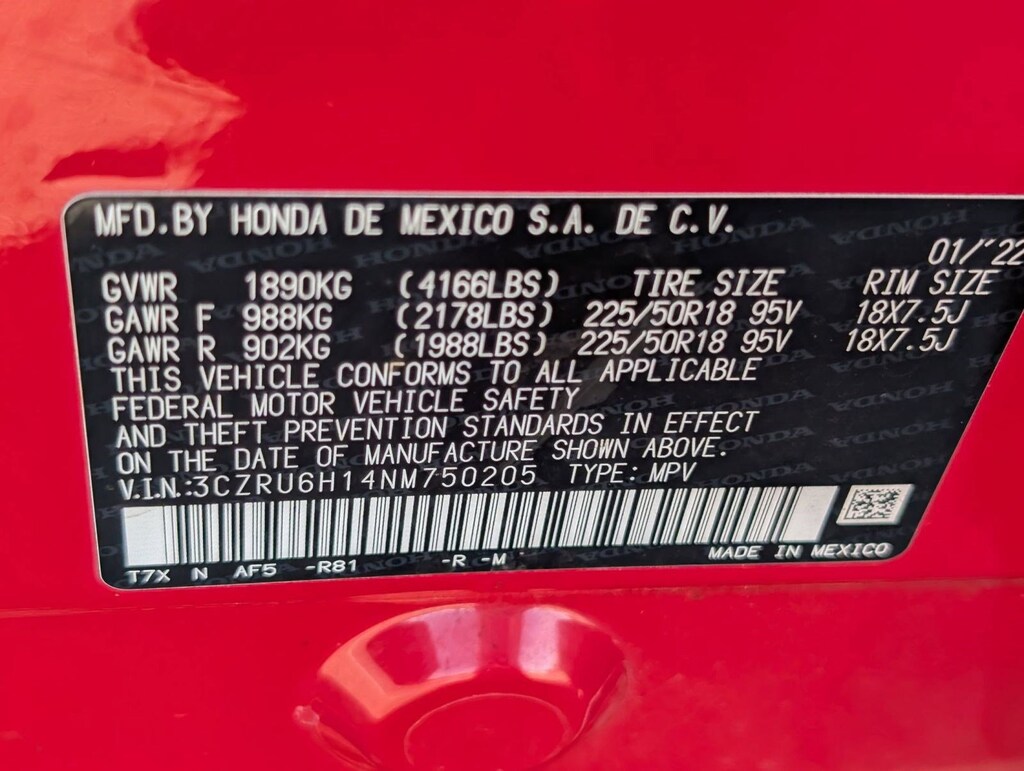 MFD.BY HONDA DE MEXICO S.A. DE C.V.
01/'22
GVWR 1890KG (4166LBS) TIRE SIZE RIM SIZE
GAWR F 988KG (2178LBS) 225/50R18 95V 18X7.5J
GAWR R 902KG (1988LBS) 225/50R18 95V 18X7.5J
THIS VEHICLE CONFORMS TO ALL APPLICABLE
FEDERAL MOTOR VEHICLE SAFETY
AND THEFT PREVENTION STANDARDS IN EFFECT
ON THE DATE OF MANUFACTURE SHOWN ABOVE.
V.I.N.:3CZRU6H14NM750205 TYPE:MPV
T7X N AF5 -R81 -R -M MADE IN MEXICO